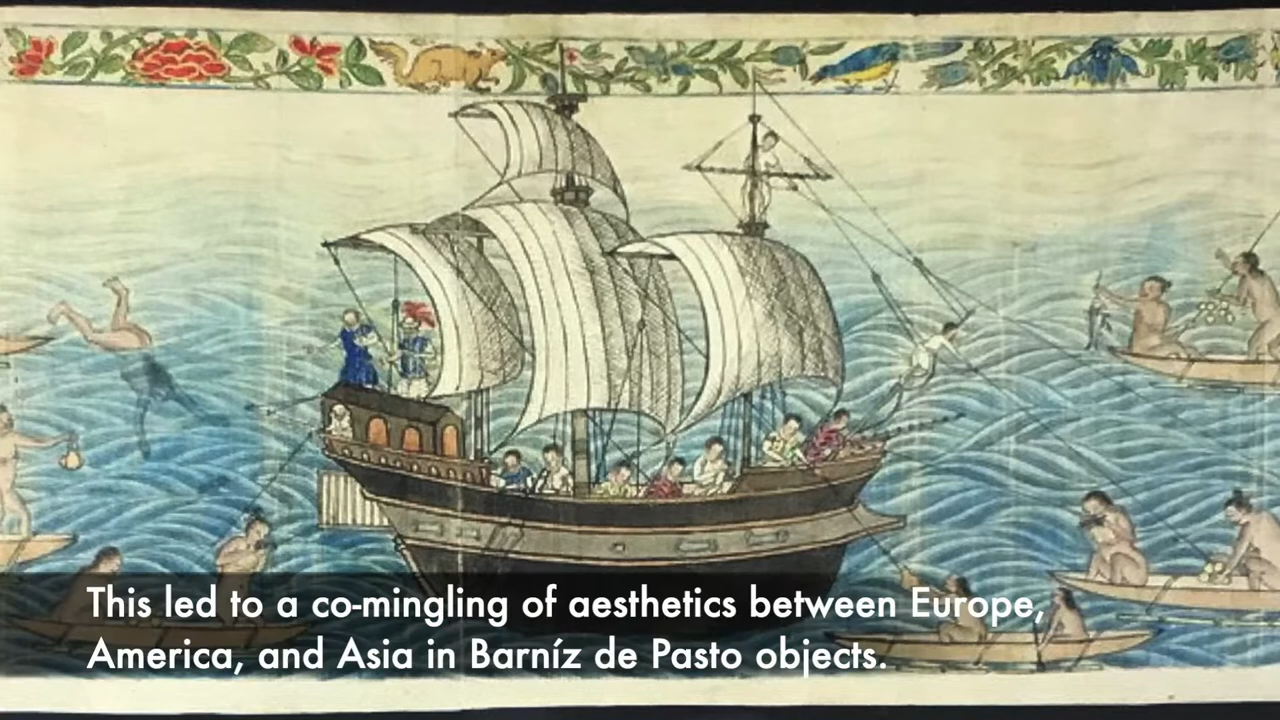 This led to a co-mingling of aesthetics between Europe,
America, and Asia in Barníz de Pasto objects.